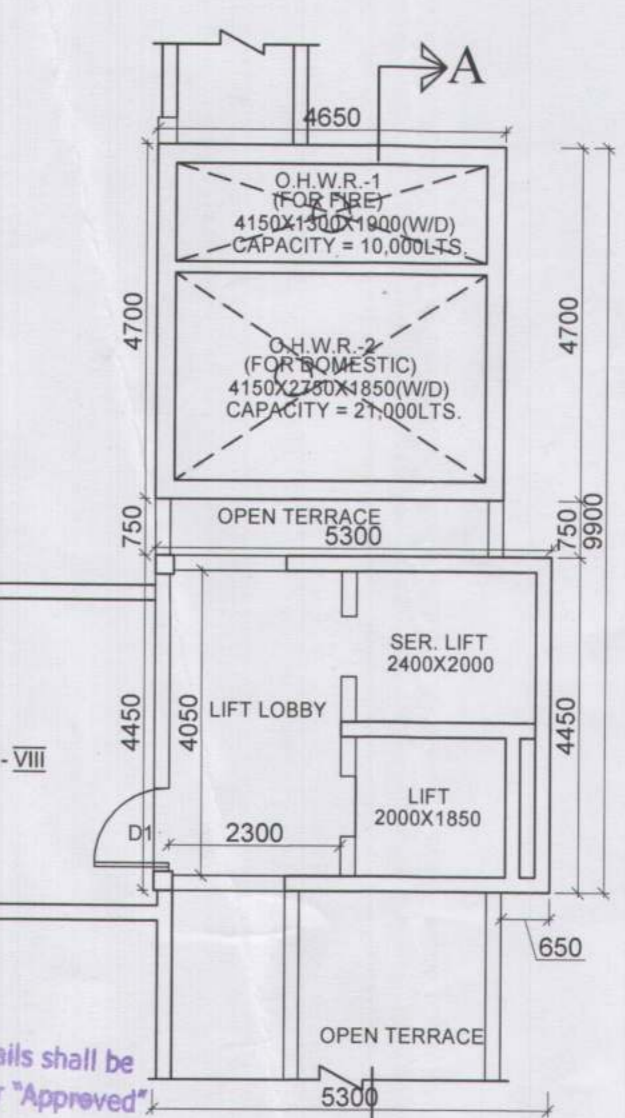 A
4650
O.H.W.R.-1
(FOR FIRE)
4150X1300X1900(W/D)
CAPACITY = 10,000LTS.
4700
4700
O.H.W.R.-2
(FOR DOMESTIC)
4150X2750X1850(W/D)
CAPACITY = 21,000LTS.
750
OPEN TERRACE
5300
750
9900
SER. LIFT
2400X2000
4450
4050
LIFT LOBBY
4450
- VIII
LIFT
2000X1850
D1
2300
650
OPEN TERRACE
ails shall be
r "Approved"
5300